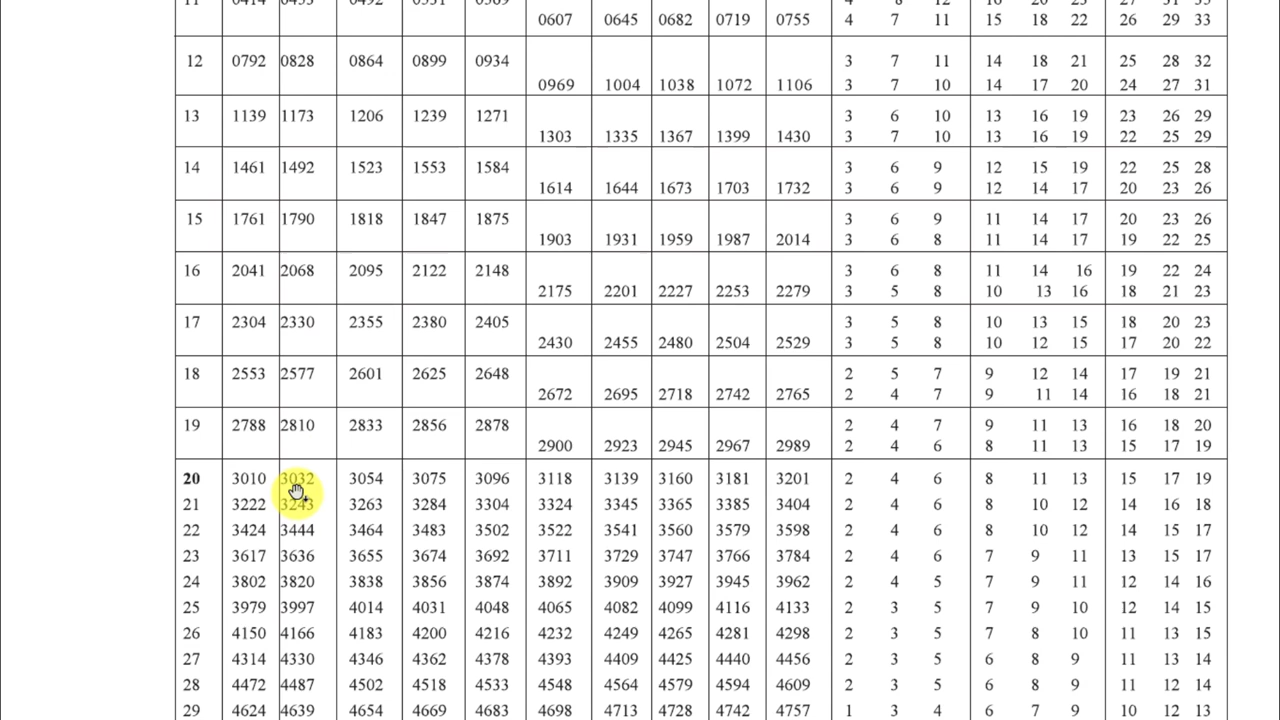 11 0414 0453 0492 0531 0569
0607 0645 0682 0719 0755 4 7 11 15 18 22 26 29 33
12 0792 0828 0864 0899 0934 3 7 11 14 18 21 25 28 32
0969 1004 1038 1072 1106 3 7 10 14 17 20 24 27 31
13 1139 1173 1206 1239 1271 3 6 10 13 16 19 23 26 29
1303 1335 1367 1399 1430 3 7 10 13 16 19 22 25 29
14 1461 1492 1523 1553 1584 3 6 9 12 15 19 22 25 28
1614 1644 1673 1703 1732 3 6 9 12 14 17 20 23 26
15 1761 1790 1818 1847 1875 3 6 9 11 14 17 20 23 26
1903 1931 1959 1987 2014 3 6 8 11 14 17 19 22 25
16 2041 2068 2095 2122 2148 3 6 8 11 14 16 19 22 24
2175 2201 2227 2253 2279 3 5 8 10 13 16 18 21 23
17 2304 2330 2355 2380 2405 3 5 8 10 13 15 18 20 23
2430 2455 2480 2504 2529 3 5 8 10 12 15 17 20 22
18 2553 2577 2601 2625 2648 2 5 7 9 12 14 17 19 21
2672 2695 2718 2742 2765 2 4 7 9 11 14 16 18 21
19 2788 2810 2833 2856 2878 2 4 7 9 11 13 16 18 20
2900 2923 2945 2967 2989 2 4 6 8 11 13 15 17 19
20 3010 3032 3054 3075 3096 3118 3139 3160 3181 3201 2 4 6 8 11 13 15 17 19
21 3222 3243 3263 3284 3304 3324 3345 3365 3385 3404 2 4 6 8 10 12 14 16 18
22 3424 3444 3464 3483 3502 3522 3541 3560 3579 3598 2 4 6 8 10 12 14 15 17
23 3617 3636 3655 3674 3692 3711 3729 3747 3766 3784 2 4 6 7 9 11 13 15 17
24 3802 3820 3838 3856 3874 3892 3909 3927 3945 3962 2 4 5 7 9 11 12 14 16
25 3979 3997 4014 4031 4048 4065 4082 4099 4116 4133 2 3 5 7 9 10 12 14 15
26 4150 4166 4183 4200 4216 4232 4249 4265 4281 4298 2 3 5 7 8 10 11 13 15
27 4314 4330 4346 4362 4378 4393 4409 4425 4440 4456 2 3 5 6 8 9 11 13 14
28 4472 4487 4502 4518 4533 4548 4564 4579 4594 4609 2 3 5 6 8 9 11 12 14
29 4624 4639 4654 4669 4683 4698 4713 4728 4742 4757 1 3 4 6 7 9 10 12 13